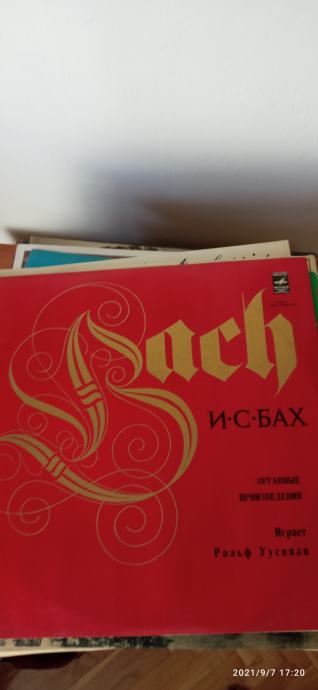 Bach
И·С·БАХ
ОРГАННЫЕ
ПРОИЗВЕДЕНИЯ
Играет
Рольф Уусвяли
2021/9/7 17:20